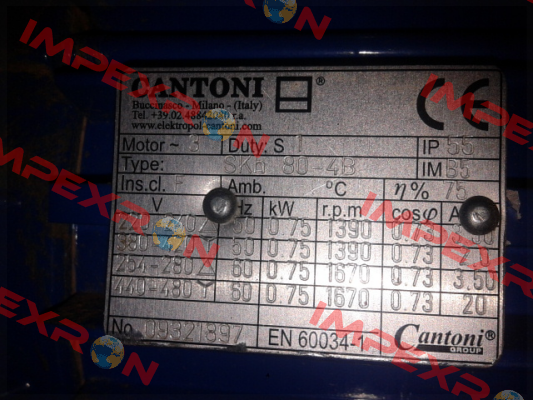 CANTONI ®
Buccinasco - Milano - (Italy)
Tel. +39.02.48842080 r.a.
www.elektropol-cantoni.com
CE
Motor ~ 3 Duty: S 1 IP 55
Type: SKh 80-4B IM B5
Ins.cl. F Amb. °C η% 75
V Hz kW r.p.m cosφ A
50 0.75 1390 0.73
380 50 0.75 1390 0.73
254-280 60 0.75 1670 0.73 3.50
440-480 Y 60 0.75 1670 0.73 20
No. 09321897 EN 60034-1 Cantoni®
GROUP
IMPEXRON
IMPEXRON
IMPEXRON
IMPEXRON